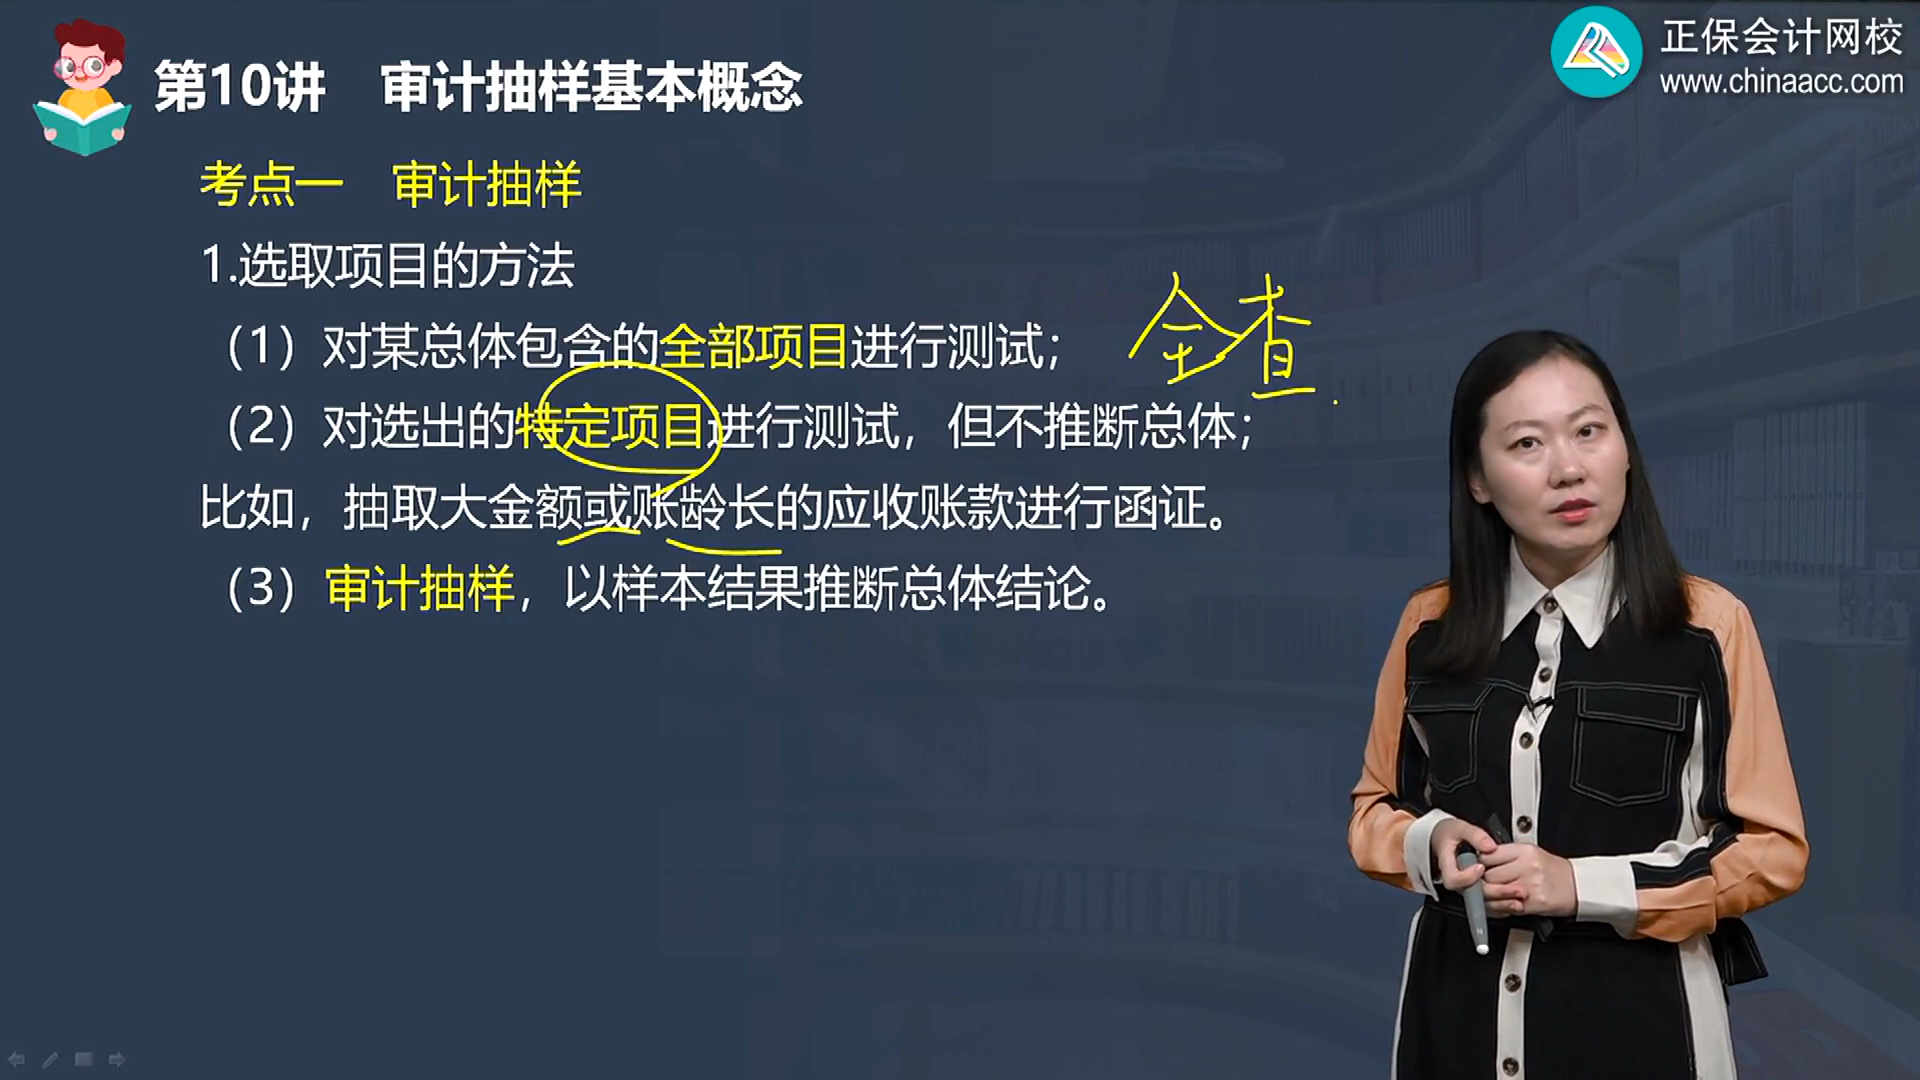 正保会计网校
www.chinaacc.com
第10讲 审计抽样基本概念
考点一 审计抽样
1.选取项目的方法
（1）对某总体包含的全部项目进行测试；
全查
（2）对选出的特定项目进行测试，但不推断总体；
比如，抽取大金额或账龄长的应收账款进行函证。
（3）审计抽样，以样本结果推断总体结论。